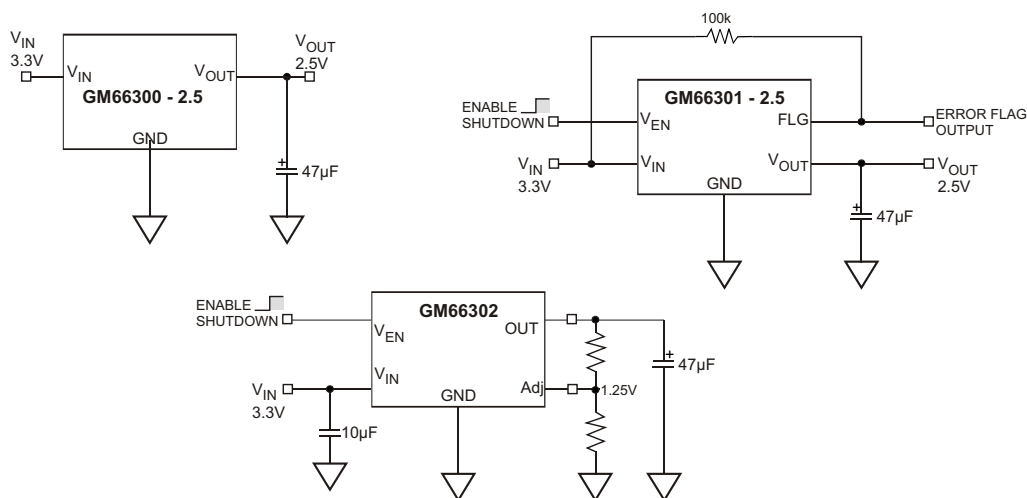 V_IN
3.3V
V_IN
V_OUT
GM66300 - 2.5
GND
V_OUT
2.5V
+
47µF
100k
ENABLE
SHUTDOWN
V_EN
GM66301 - 2.5
FLG
ERROR FLAG
OUTPUT
V_IN
3.3V
V_IN
V_OUT
V_OUT
2.5V
GND
+
47µF
ENABLE
SHUTDOWN
V_EN
GM66302
OUT
V_IN
3.3V
V_IN
GND
Adj
1.25V
+
47µF
10µF